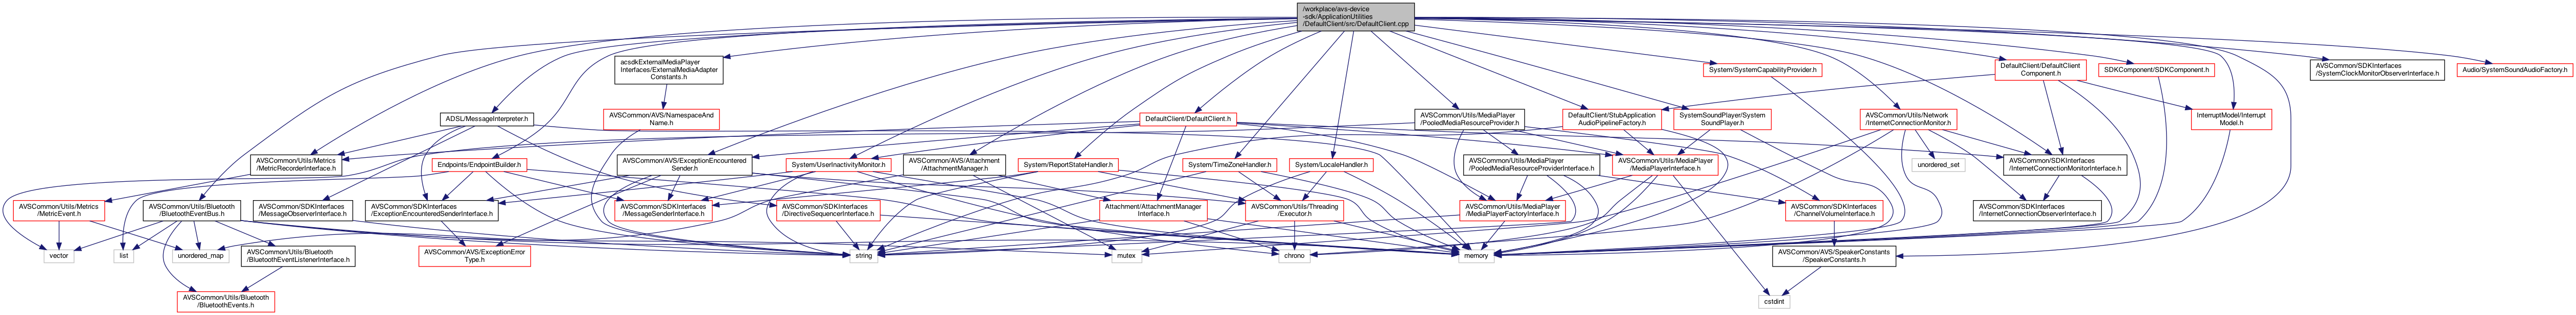 /workplace/avs-device
-sdk/ApplicationUtilities
/DefaultClient/src/DefaultClient.cpp
acsdkExternalMediaPlayer
Interfaces/ExternalMediaAdapter
Constants.h
System/SystemCapabilityProvider.h
DefaultClient/DefaultClient
Component.h
SDKComponent/SDKComponent.h
AVSCommon/SDKInterfaces
/SystemClockMonitorObserverInterface.h
Audio/SystemSoundAudioFactory.h
ADSL/MessageInterpreter.h
AVSCommon/AVS/NamespaceAnd
Name.h
DefaultClient/DefaultClient.h
AVSCommon/Utils/MediaPlayer
/PooledMediaResourceProvider.h
DefaultClient/StubApplication
AudioPipelineFactory.h
SystemSoundPlayer/System
SoundPlayer.h
AVSCommon/Utils/Network
/InternetConnectionMonitor.h
InterruptModel/Interrupt
Model.h
AVSCommon/Utils/Metrics
/MetricRecorderInterface.h
Endpoints/EndpointBuilder.h
AVSCommon/AVS/ExceptionEncountered
Sender.h
System/UserInactivityMonitor.h
AVSCommon/AVS/Attachment
/AttachmentManager.h
System/ReportStateHandler.h
System/TimeZoneHandler.h
System/LocaleHandler.h
AVSCommon/Utils/MediaPlayer
/PooledMediaResourceProviderInterface.h
AVSCommon/Utils/MediaPlayer
/MediaPlayerInterface.h
unordered_set
AVSCommon/SDKInterfaces
/InternetConnectionMonitorInterface.h
AVSCommon/Utils/Metrics
/MetricEvent.h
AVSCommon/Utils/Bluetooth
/BluetoothEventBus.h
AVSCommon/SDKInterfaces
/MessageObserverInterface.h
AVSCommon/SDKInterfaces
/ExceptionEncounteredSenderInterface.h
AVSCommon/SDKInterfaces
/MessageSenderInterface.h
AVSCommon/SDKInterfaces
/DirectiveSequencerInterface.h
Attachment/AttachmentManager
Interface.h
AVSCommon/Utils/Threading
/Executor.h
AVSCommon/Utils/MediaPlayer
/MediaPlayerFactoryInterface.h
AVSCommon/SDKInterfaces
/ChannelVolumeInterface.h
AVSCommon/SDKInterfaces
/InternetConnectionObserverInterface.h
vector
list
unordered_map
AVSCommon/Utils/Bluetooth
/BluetoothEventListenerInterface.h
AVSCommon/AVS/ExceptionError
Type.h
string
mutex
chrono
memory
AVSCommon/AVS/SpeakerConstants
/SpeakerConstants.h
AVSCommon/Utils/Bluetooth
/BluetoothEvents.h
cstdint